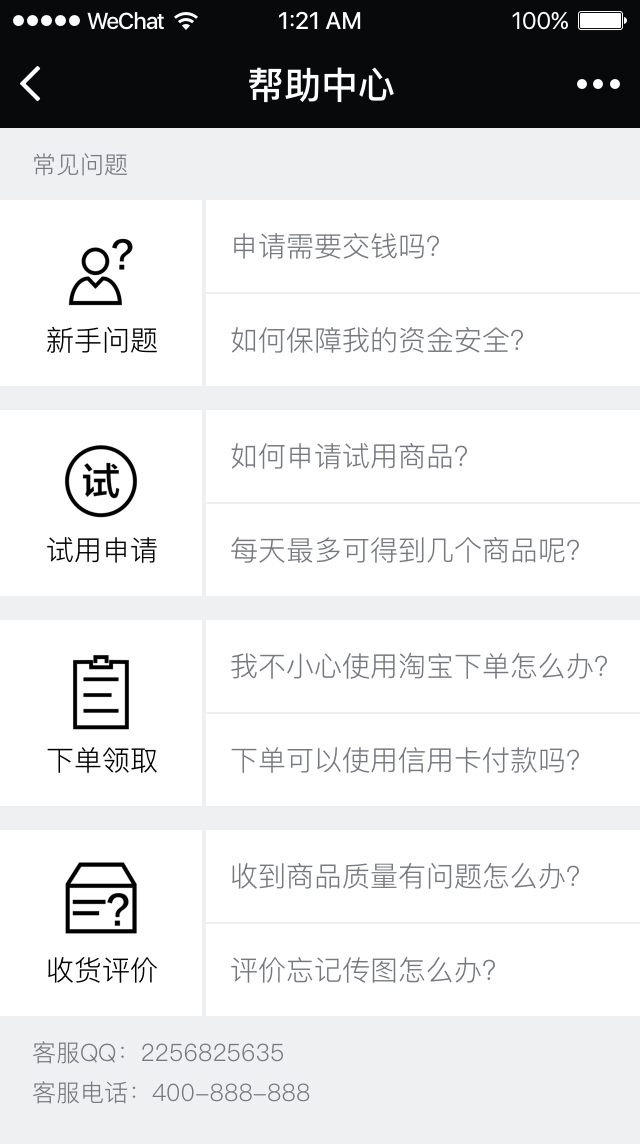 WeChat 1:21 AM 100%
帮助中心
常见问题
?
新手问题
申请需要交钱吗?
如何保障我的资金安全?
试
试用申请
如何申请试用商品?
每天最多可得到几个商品呢?
下单领取
我不小心使用淘宝下单怎么办?
下单可以使用信用卡付款吗?
?
收货评价
收到商品质量有问题怎么办?
评价忘记传图怎么办?
客服QQ：2256825635
客服电话：400-888-888